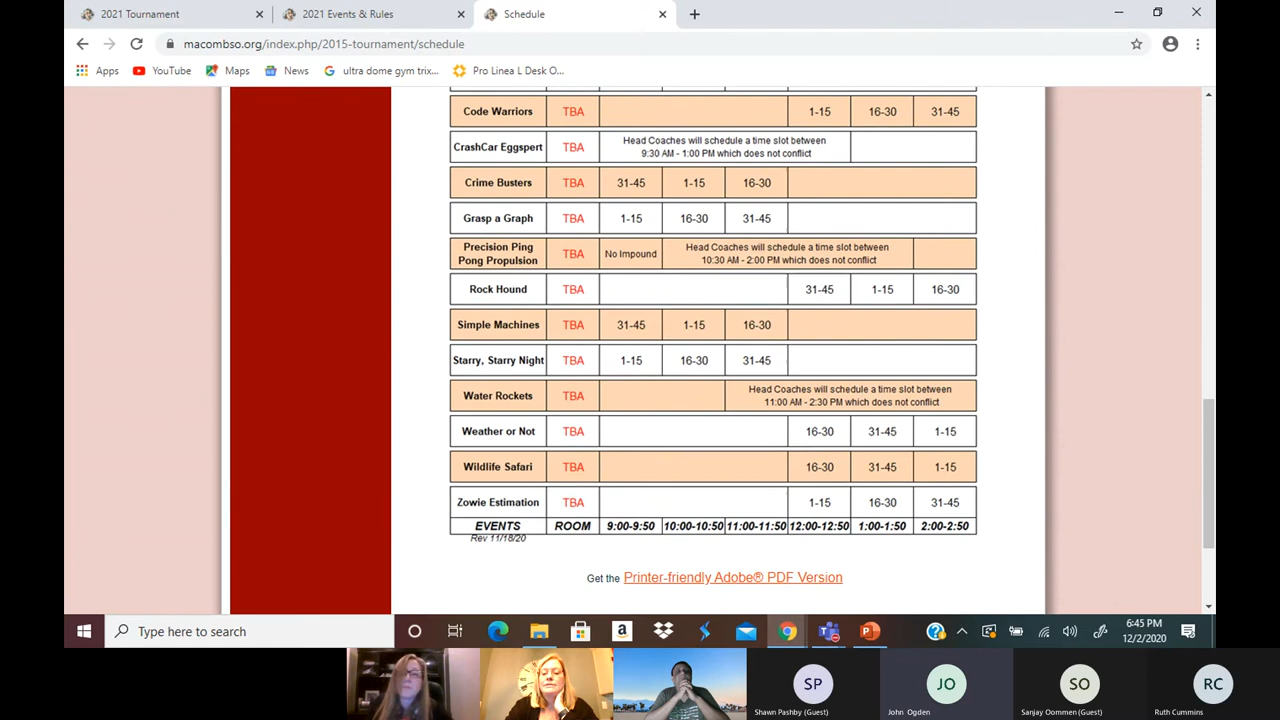 2021 Tournament
2021 Events & Rules
Schedule
macombso.org/index.php/2015-tournament/schedule
Apps YouTube Maps News ultra dome gym trix... Pro Linea L Desk O...
Code Warriors TBA 1-15 16-30 31-45
CrashCar Eggspert TBA Head Coaches will schedule a time slot between
9:30 AM - 1:00 PM which does not conflict
Crime Busters TBA 31-45 1-15 16-30
Grasp a Graph TBA 1-15 16-30 31-45
Precision Ping
Pong Propulsion TBA No Impound Head Coaches will schedule a time slot between
10:30 AM - 2:00 PM which does not conflict
Rock Hound TBA 31-45 1-15 16-30
Simple Machines TBA 31-45 1-15 16-30
Starry, Starry Night TBA 1-15 16-30 31-45
Water Rockets TBA Head Coaches will schedule a time slot between
11:00 AM - 2:30 PM which does not conflict
Weather or Not TBA 16-30 31-45 1-15
Wildlife Safari TBA 16-30 31-45 1-15
Zowie Estimation TBA 1-15 16-30 31-45
EVENTS ROOM 9:00-9:50 10:00-10:50 11:00-11:50 12:00-12:50 1:00-1:50 2:00-2:50
Rev 11/18/20
Get the Printer-friendly Adobe® PDF Version
Type here to search
6:45 PM
12/2/2020
SP JO SO RC
Shawn Pashby (Guest) John Ogden Sanjay Oommen (Guest) Ruth Cummins